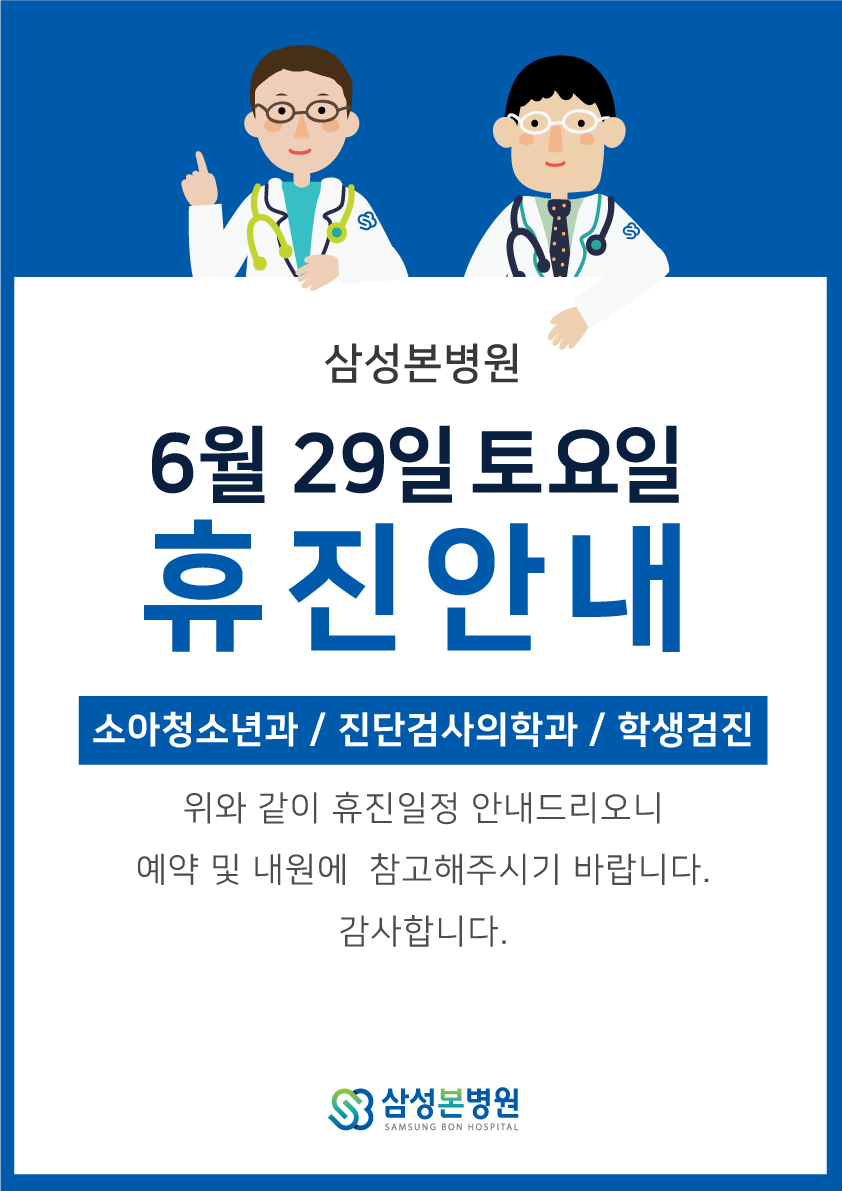 삼성본병원
6월 29일 토요일
휴진안내
소아청소년과 / 진단검사의학과 / 학생검진
위와 같이 휴진일정 안내드리오니
예약 및 내원에 참고해주시기 바랍니다.
감사합니다.
삼성본병원
SAMSUNG BON HOSPITAL